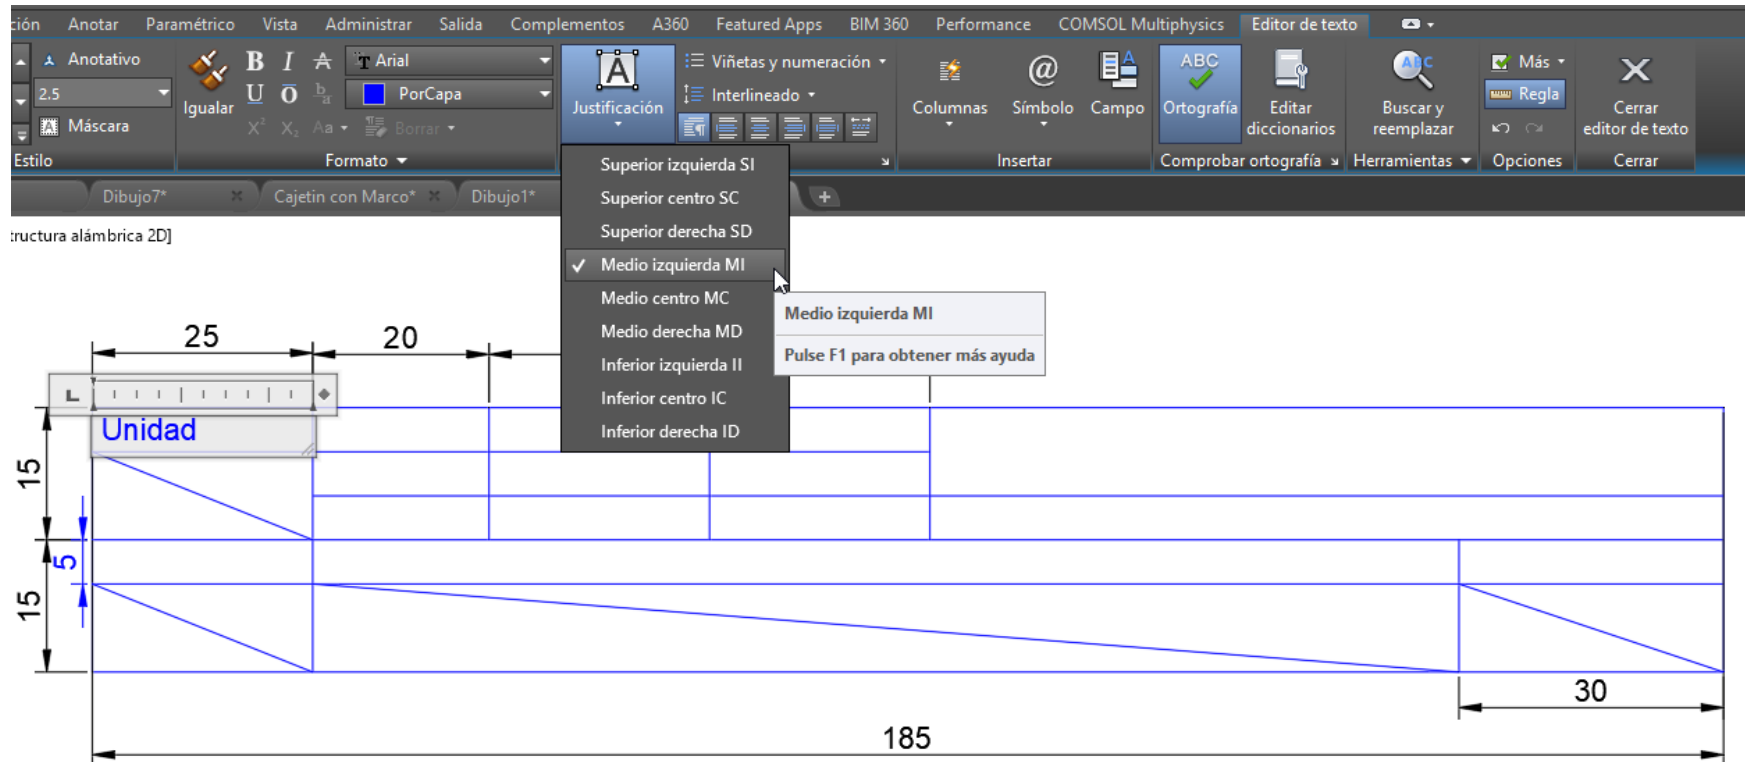 ción Anotar Paramétrico Vista Administrar Salida Complementos A360 Featured Apps BIM 360 Performance COMSOL Multiphysics Editor de texto
Anotativo
2.5
Máscara
Estilo
Igualar
B I A Arial
U O b/a PorCapa
X² X₂ Aa Borrar
Formato
A
Justificación
Viñetas y numeración
Interlineado
Columnas
@
Símbolo
A
Campo
Insertar
ABC
Ortografía
Editar
diccionarios
Comprobar ortografía
ABC
Buscar y
reemplazar
Herramientas
Más
Regla
Opciones
Cerrar
editor de texto
Cerrar
Dibujo7* Cajetin con Marco* Dibujo1*
tructura alámbrica 2D]
Superior izquierda SI
Superior centro SC
Superior derecha SD
Medio izquierda MI
Medio centro MC
Medio derecha MD
Inferior izquierda II
Inferior centro IC
Inferior derecha ID
Medio izquierda MI
Pulse F1 para obtener más ayuda
25 20
L
Unidad
15
5
15
30
185